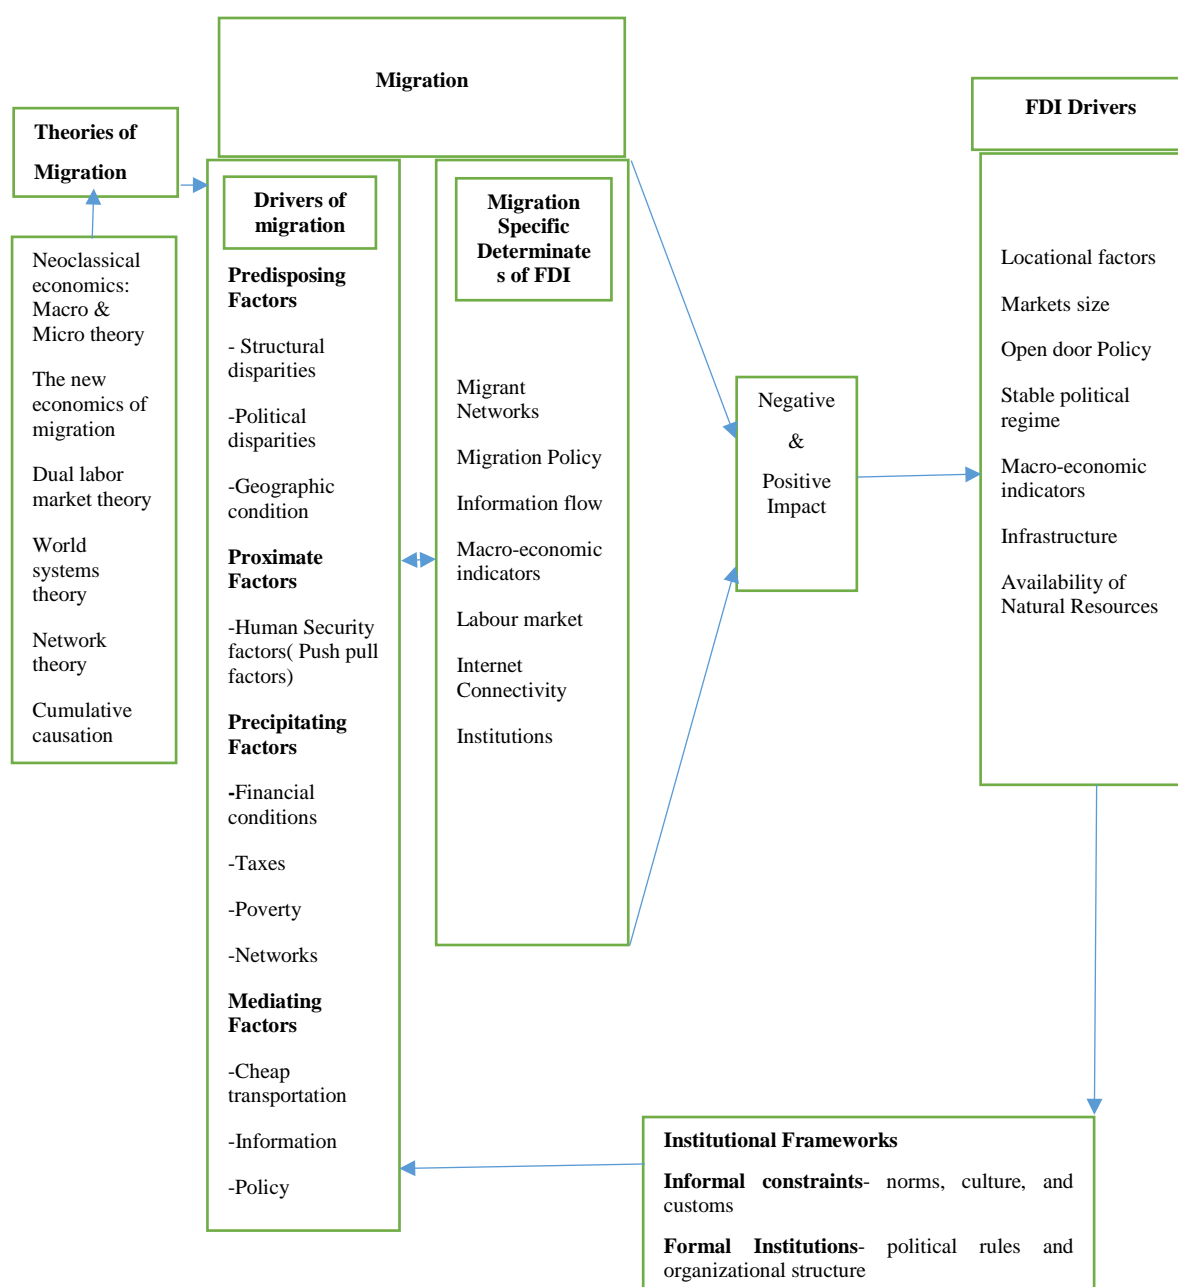 Migration
FDI Drivers
Theories of
Migration
Neoclassical
economics:
Macro &
Micro theory
The new
economics of
migration
Dual labor
market theory
World
systems
theory
Network
theory
Cumulative
causation
Drivers of
migration
Predisposing
Factors
- Structural
disparities
-Political
disparities
-Geographic
condition
Proximate
Factors
-Human Security
factors( Push pull
factors)
Precipitating
Factors
-Financial
conditions
-Taxes
-Poverty
-Networks
Mediating
Factors
-Cheap
transportation
-Information
-Policy
Migration
Specific
Determinate
s of FDI
Migrant
Networks
Migration Policy
Information flow
Macro-economic
indicators
Labour market
Internet
Connectivity
Institutions
Negative
&
Positive
Impact
Locational factors
Markets size
Open door Policy
Stable political
regime
Macro-economic
indicators
Infrastructure
Availability of
Natural Resources
Institutional Frameworks
Informal constraints- norms, culture, and
customs
Formal Institutions- political rules and
organizational structure